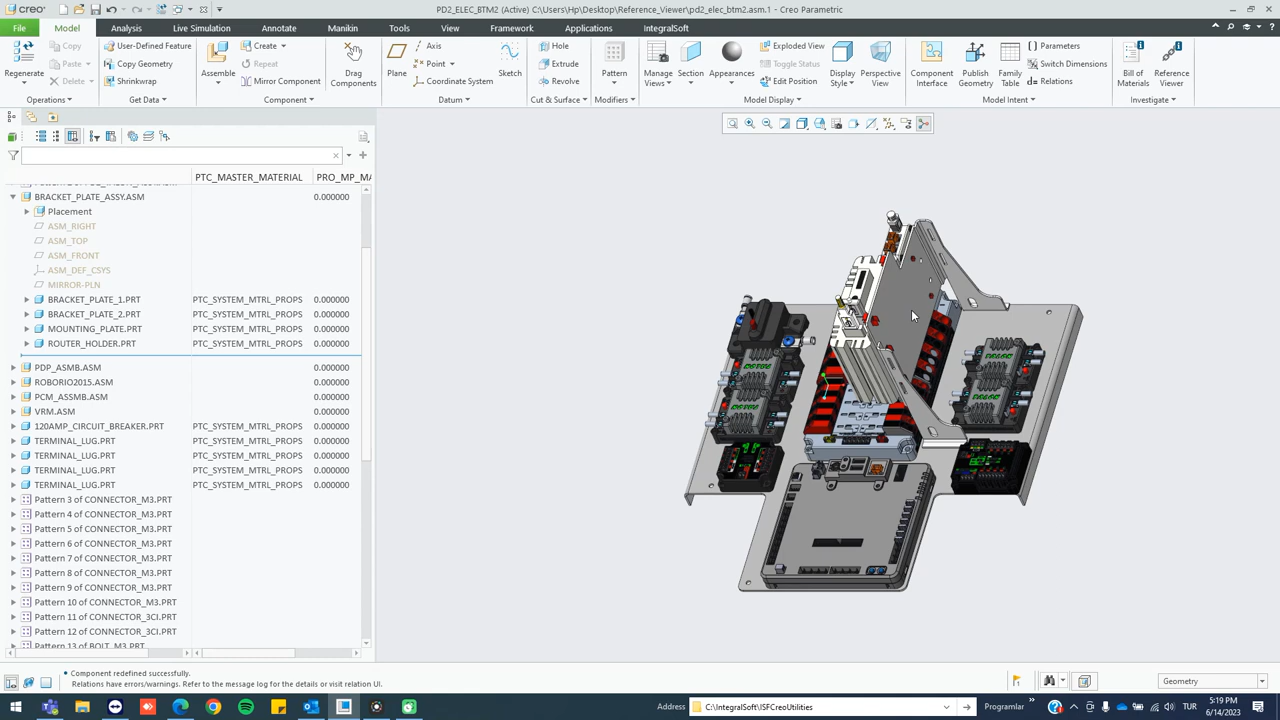 creo
PD2_ELEC_BTM2 (Active) C:\Users\Hp\Desktop\Reference_Viewer\pd2_elec_btm2.asm.1 - Creo Parametric
File
Model
Analysis
Live Simulation
Annotate
Manikin
Tools
View
Framework
Applications
IntegralSoft
Regenerate
Copy
Paste
Delete
User-Defined Feature
Copy Geometry
Shrinkwrap
Assemble
Create
Repeat
Mirror Component
Drag
Components
Plane
Axis
Point
Coordinate System
Sketch
Hole
Extrude
Revolve
Pattern
Manage
Views
Section
Appearances
Exploded View
Toggle Status
Edit Position
Display
Style
Perspective
View
Component
Interface
Publish
Geometry
Family
Table
Parameters
Switch Dimensions
Relations
Bill of
Materials
Reference
Viewer
Operations
Get Data
Component
Datum
Cut & Surface
Modifiers
Model Display
Model Intent
Investigate
PTC_MASTER_MATERIAL
BRACKET_PLATE_ASSY.ASM 0.000000
Placement
ASM_RIGHT
ASM_TOP
ASM_FRONT
ASM_DEF_CSYS
MIRROR-PLN
BRACKET_PLATE_1.PRT PTC_SYSTEM_MTRL_PROPS 0.000000
BRACKET_PLATE_2.PRT PTC_SYSTEM_MTRL_PROPS 0.000000
MOUNTING_PLATE.PRT PTC_SYSTEM_MTRL_PROPS 0.000000
ROUTER_HOLDER.PRT PTC_SYSTEM_MTRL_PROPS 0.000000
PDP_ASMB.ASM 0.000000
ROBORIO2015.ASM 0.000000
PCM_ASSMB.ASM 0.000000
VRM.ASM 0.000000
120AMP_CIRCUIT_BREAKER.PRT PTC_SYSTEM_MTRL_PROPS 0.000000
TERMINAL_LUG.PRT PTC_SYSTEM_MTRL_PROPS 0.000000
TERMINAL_LUG.PRT PTC_SYSTEM_MTRL_PROPS 0.000000
TERMINAL_LUG.PRT PTC_SYSTEM_MTRL_PROPS 0.000000
TERMINAL_LUG.PRT PTC_SYSTEM_MTRL_PROPS 0.000000
Pattern 3 of CONNECTOR_M3.PRT
Pattern 4 of CONNECTOR_M3.PRT
Pattern 5 of CONNECTOR_M3.PRT
Pattern 6 of CONNECTOR_M3.PRT
Pattern 7 of CONNECTOR_M3.PRT
Pattern 8 of CONNECTOR_M3.PRT
Pattern 9 of CONNECTOR_M3.PRT
Pattern 10 of CONNECTOR_M3.PRT
Pattern 11 of CONNECTOR_3CI.PRT
Pattern 12 of CONNECTOR_3CI.PRT
Pattern 13 of BOLT_M3.PRT
Component redefined successfully.
Relations have errors/warnings. Refer to the message log for the details or visit relation UI.
Geometry
Address
C:\IntegralSoft\ISFCreoUtilities
Programlar
TUR
5:19 PM
6/14/2023